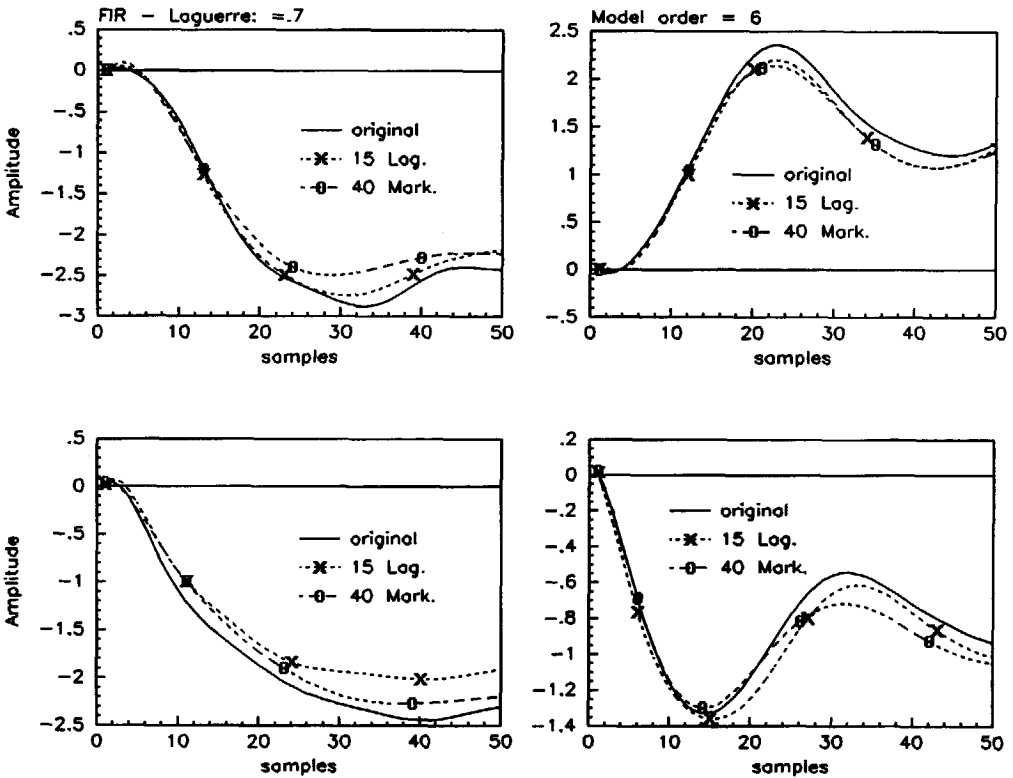 FIR - Laguerre: =.7
.5
0
-.5
-1
-1.5
-2
-2.5
-3
Amplitude
original
15 Lag.
40 Mark.
0 10 20 30 40 50
samples
Model order = 6
2.5
2
1.5
1
.5
0
-.5
original
15 Lag.
40 Mark.
0 10 20 30 40 50
samples
.5
0
-.5
-1
-1.5
-2
-2.5
Amplitude
original
15 Lag.
40 Mark.
0 10 20 30 40 50
samples
.2
0
-.2
-.4
-.6
-.8
-1
-1.2
-1.4
original
15 Lag.
40 Mark.
0 10 20 30 40 50
samples